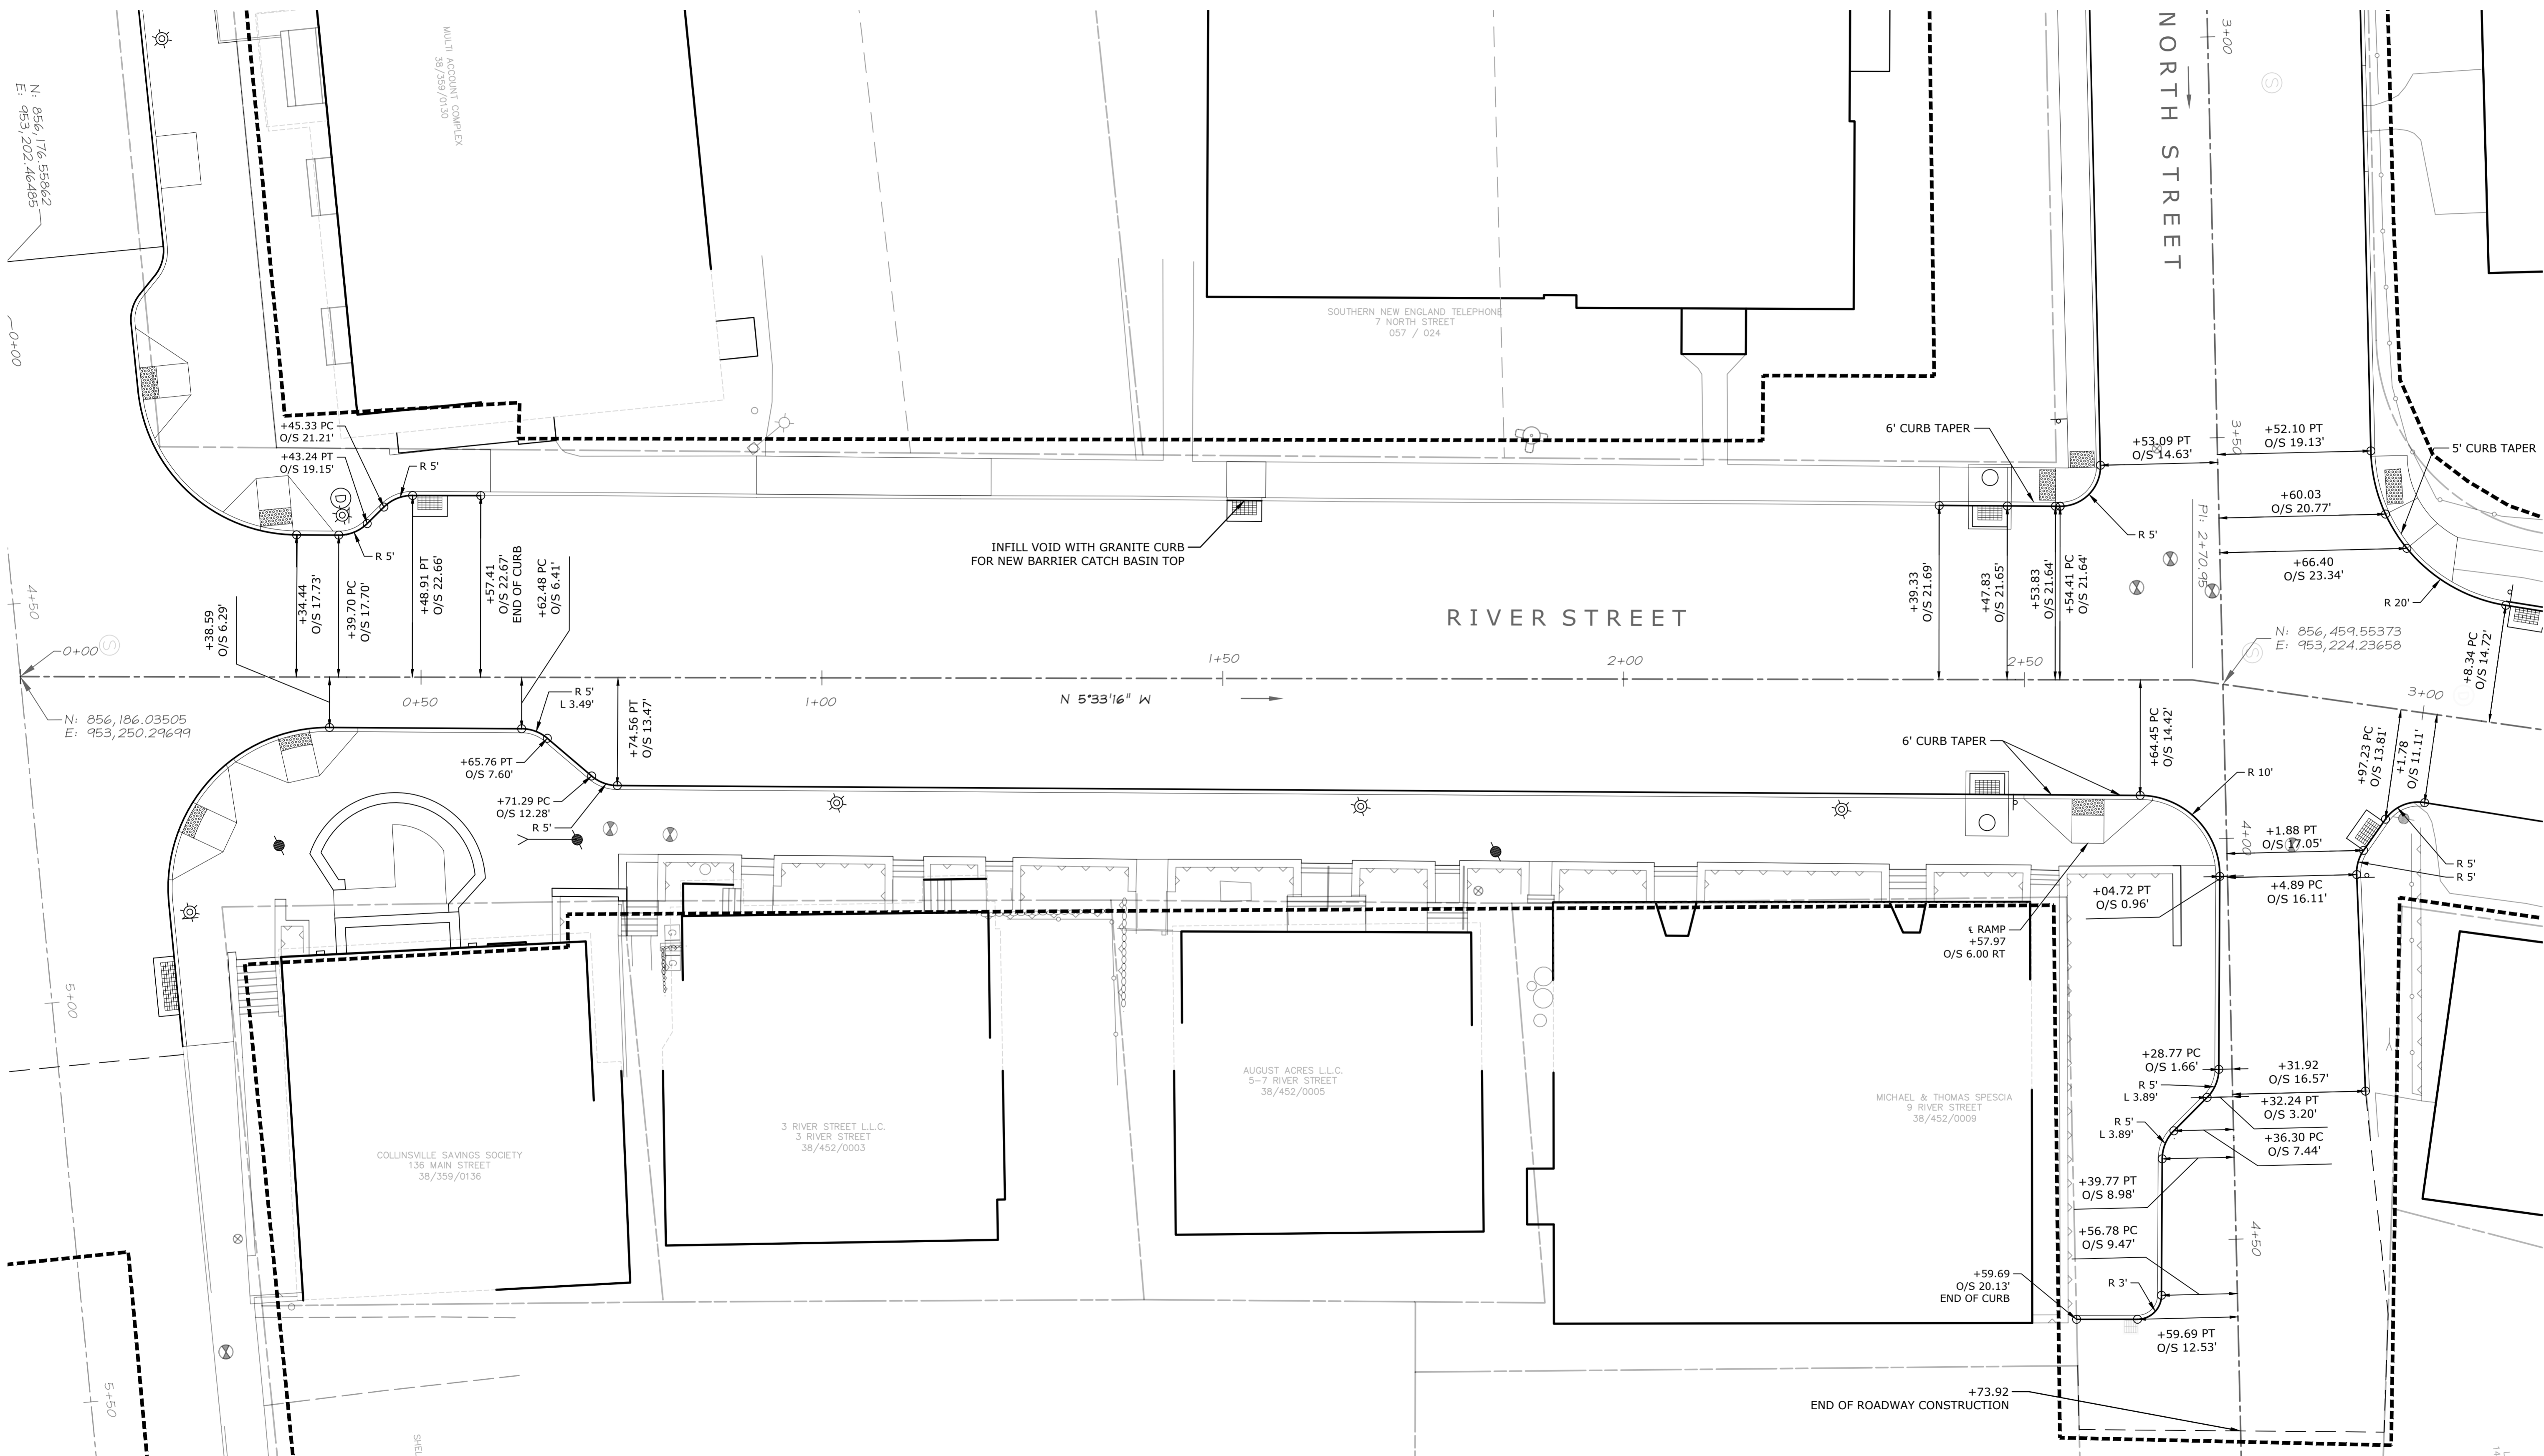 N: 856,176.55862
E: 953,202.46485
0+00
MULTI ACCOUNT COMPLEX
38/359/0130
SOUTHERN NEW ENGLAND TELEPHONE
7 NORTH STREET
057 / 024
NORTH STREET
3+00
S
+45.33 PC
O/S 21.21'
+43.24 PT
O/S 19.15'
R 5'
D
R 5'
6' CURB TAPER
+53.09 PT
O/S 14.63'
3+50
+52.10 PT
O/S 19.13'
5' CURB TAPER
+60.03
O/S 20.77'
PI: 2+70.95
R 5'
+66.40
O/S 23.34'
R 20'
INFILL VOID WITH GRANITE CURB
FOR NEW BARRIER CATCH BASIN TOP
4+50
+38.59
O/S 6.29'
+34.44
O/S 17.73'
+39.70 PC
O/S 17.70'
+48.91 PT
O/S 22.66'
+57.41
O/S 22.67'
END OF CURB
+62.48 PC
O/S 6.41'
+39.33
O/S 21.69'
+47.83
O/S 21.65'
+53.83
O/S 21.64'
+54.41 PC
O/S 21.64'
RIVER STREET
N: 856,459.55373
E: 953,224.23658
S
+8.34 PC
O/S 14.72'
0+00
S
0+50
1+00
1+50
2+00
2+50
3+00
N 5°33'16" W
N: 856,186.03505
E: 953,250.29699
R 5'
L 3.49'
+74.56 PT
O/S 13.47'
+65.76 PT
O/S 7.60'
+71.29 PC
O/S 12.28'
R 5'
6' CURB TAPER
+64.45 PC
O/S 14.42'
R 10'
+97.23 PC
O/S 13.81'
+1.78
O/S 11.11'
4+00
+1.88 PT
O/S 17.05'
R 5'
R 5'
+04.72 PT
O/S 0.96'
+4.89 PC
O/S 16.11'
℄ RAMP
+57.97
O/S 6.00 RT
G
G
5+00
+28.77 PC
O/S 1.66'
+31.92
O/S 16.57'
R 5'
L 3.89'
+32.24 PT
O/S 3.20'
R 5'
L 3.89'
+36.30 PC
O/S 7.44'
+39.77 PT
O/S 8.98'
+56.78 PC
O/S 9.47'
4+50
R 3'
+59.69
O/S 20.13'
END OF CURB
+59.69 PT
O/S 12.53'
COLLINSVILLE SAVINGS SOCIETY
136 MAIN STREET
38/359/0136
3 RIVER STREET L.L.C.
3 RIVER STREET
38/452/0003
AUGUST ACRES L.L.C.
5-7 RIVER STREET
38/452/0005
MICHAEL & THOMAS SPESCIA
9 RIVER STREET
38/452/0009
5+50
+73.92
END OF ROADWAY CONSTRUCTION